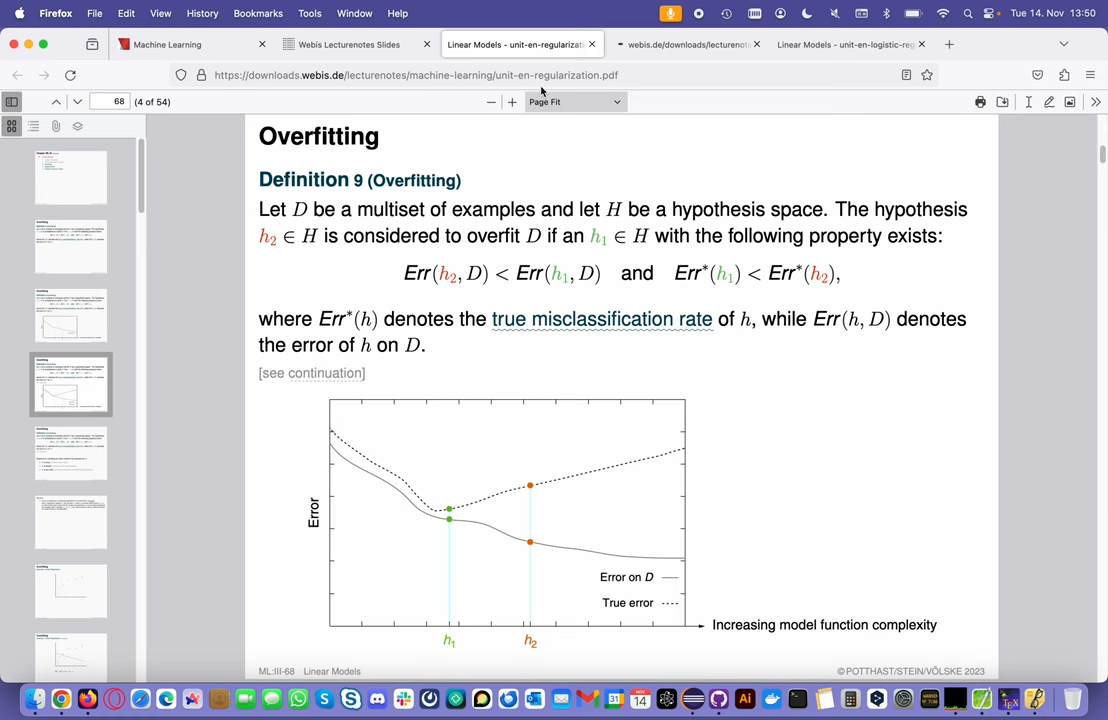 Firefox File Edit View History Bookmarks Tools Window Help Tue 14. Nov 13:50
Machine Learning Webis Lecturenotes Slides Linear Models - unit-en-regularizati webis.de/downloads/lecturenot Linear Models - unit-en-logistic-reg
https://downloads.webis.de/lecturenotes/machine-learning/unit-en-regularization.pdf
68 (4 of 54) Page Fit
Overfitting
Definition 9 (Overfitting)
Let D be a multiset of examples and let H be a hypothesis space. The hypothesis
h₂ ∈ H is considered to overfit D if an h₁ ∈ H with the following property exists:
Err(h₂, D) < Err(h₁, D) and Err*(h₁) < Err*(h₂),
where Err*(h) denotes the true misclassification rate of h, while Err(h, D) denotes
the error of h on D.
[see continuation]
Error
Error on D
True error
Increasing model function complexity
h₁ h₂
ML:III-68 Linear Models ©POTTHAST/STEIN/VÖLSKE 2023